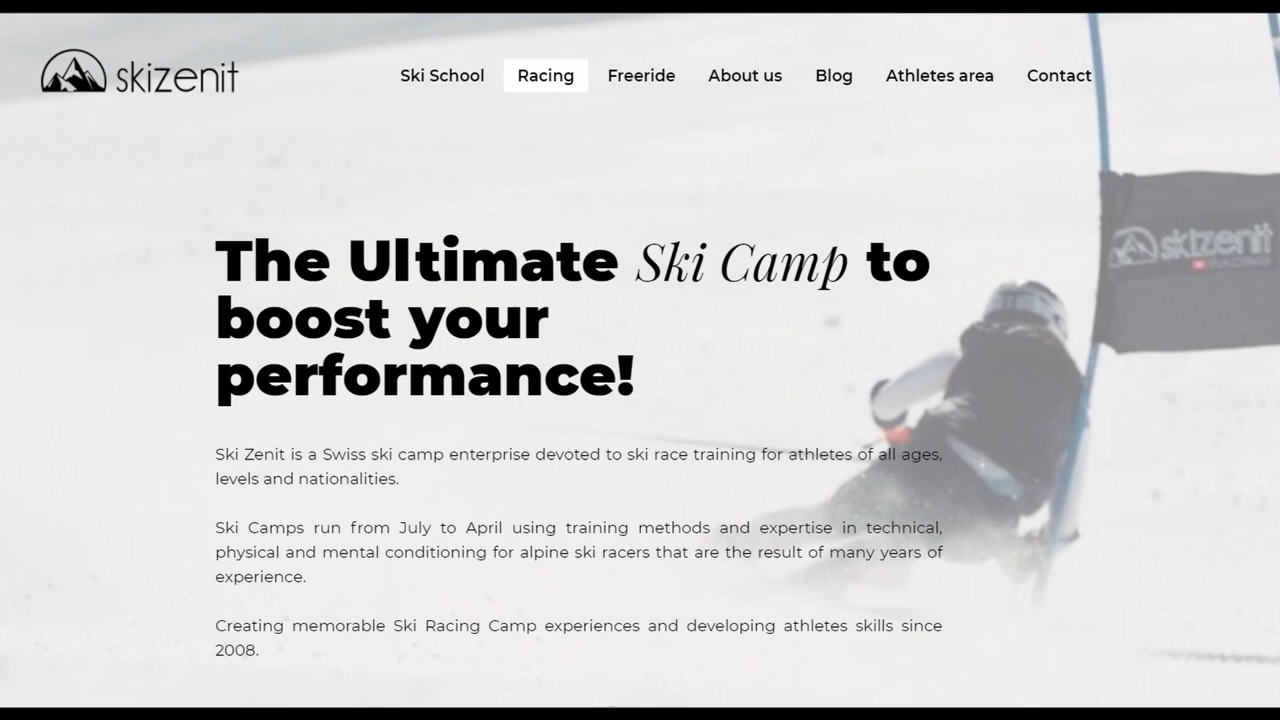 skizenit
Ski School Racing Freeride About us Blog Athletes area Contact
skizenit
RACING
The Ultimate Ski Camp to
boost your
performance!
Ski Zenit is a Swiss ski camp enterprise devoted to ski race training for athletes of all ages,
levels and nationalities.
Ski Camps run from July to April using training methods and expertise in technical,
physical and mental conditioning for alpine ski racers that are the result of many years of
experience.
Creating memorable Ski Racing Camp experiences and developing athletes skills since
2008.